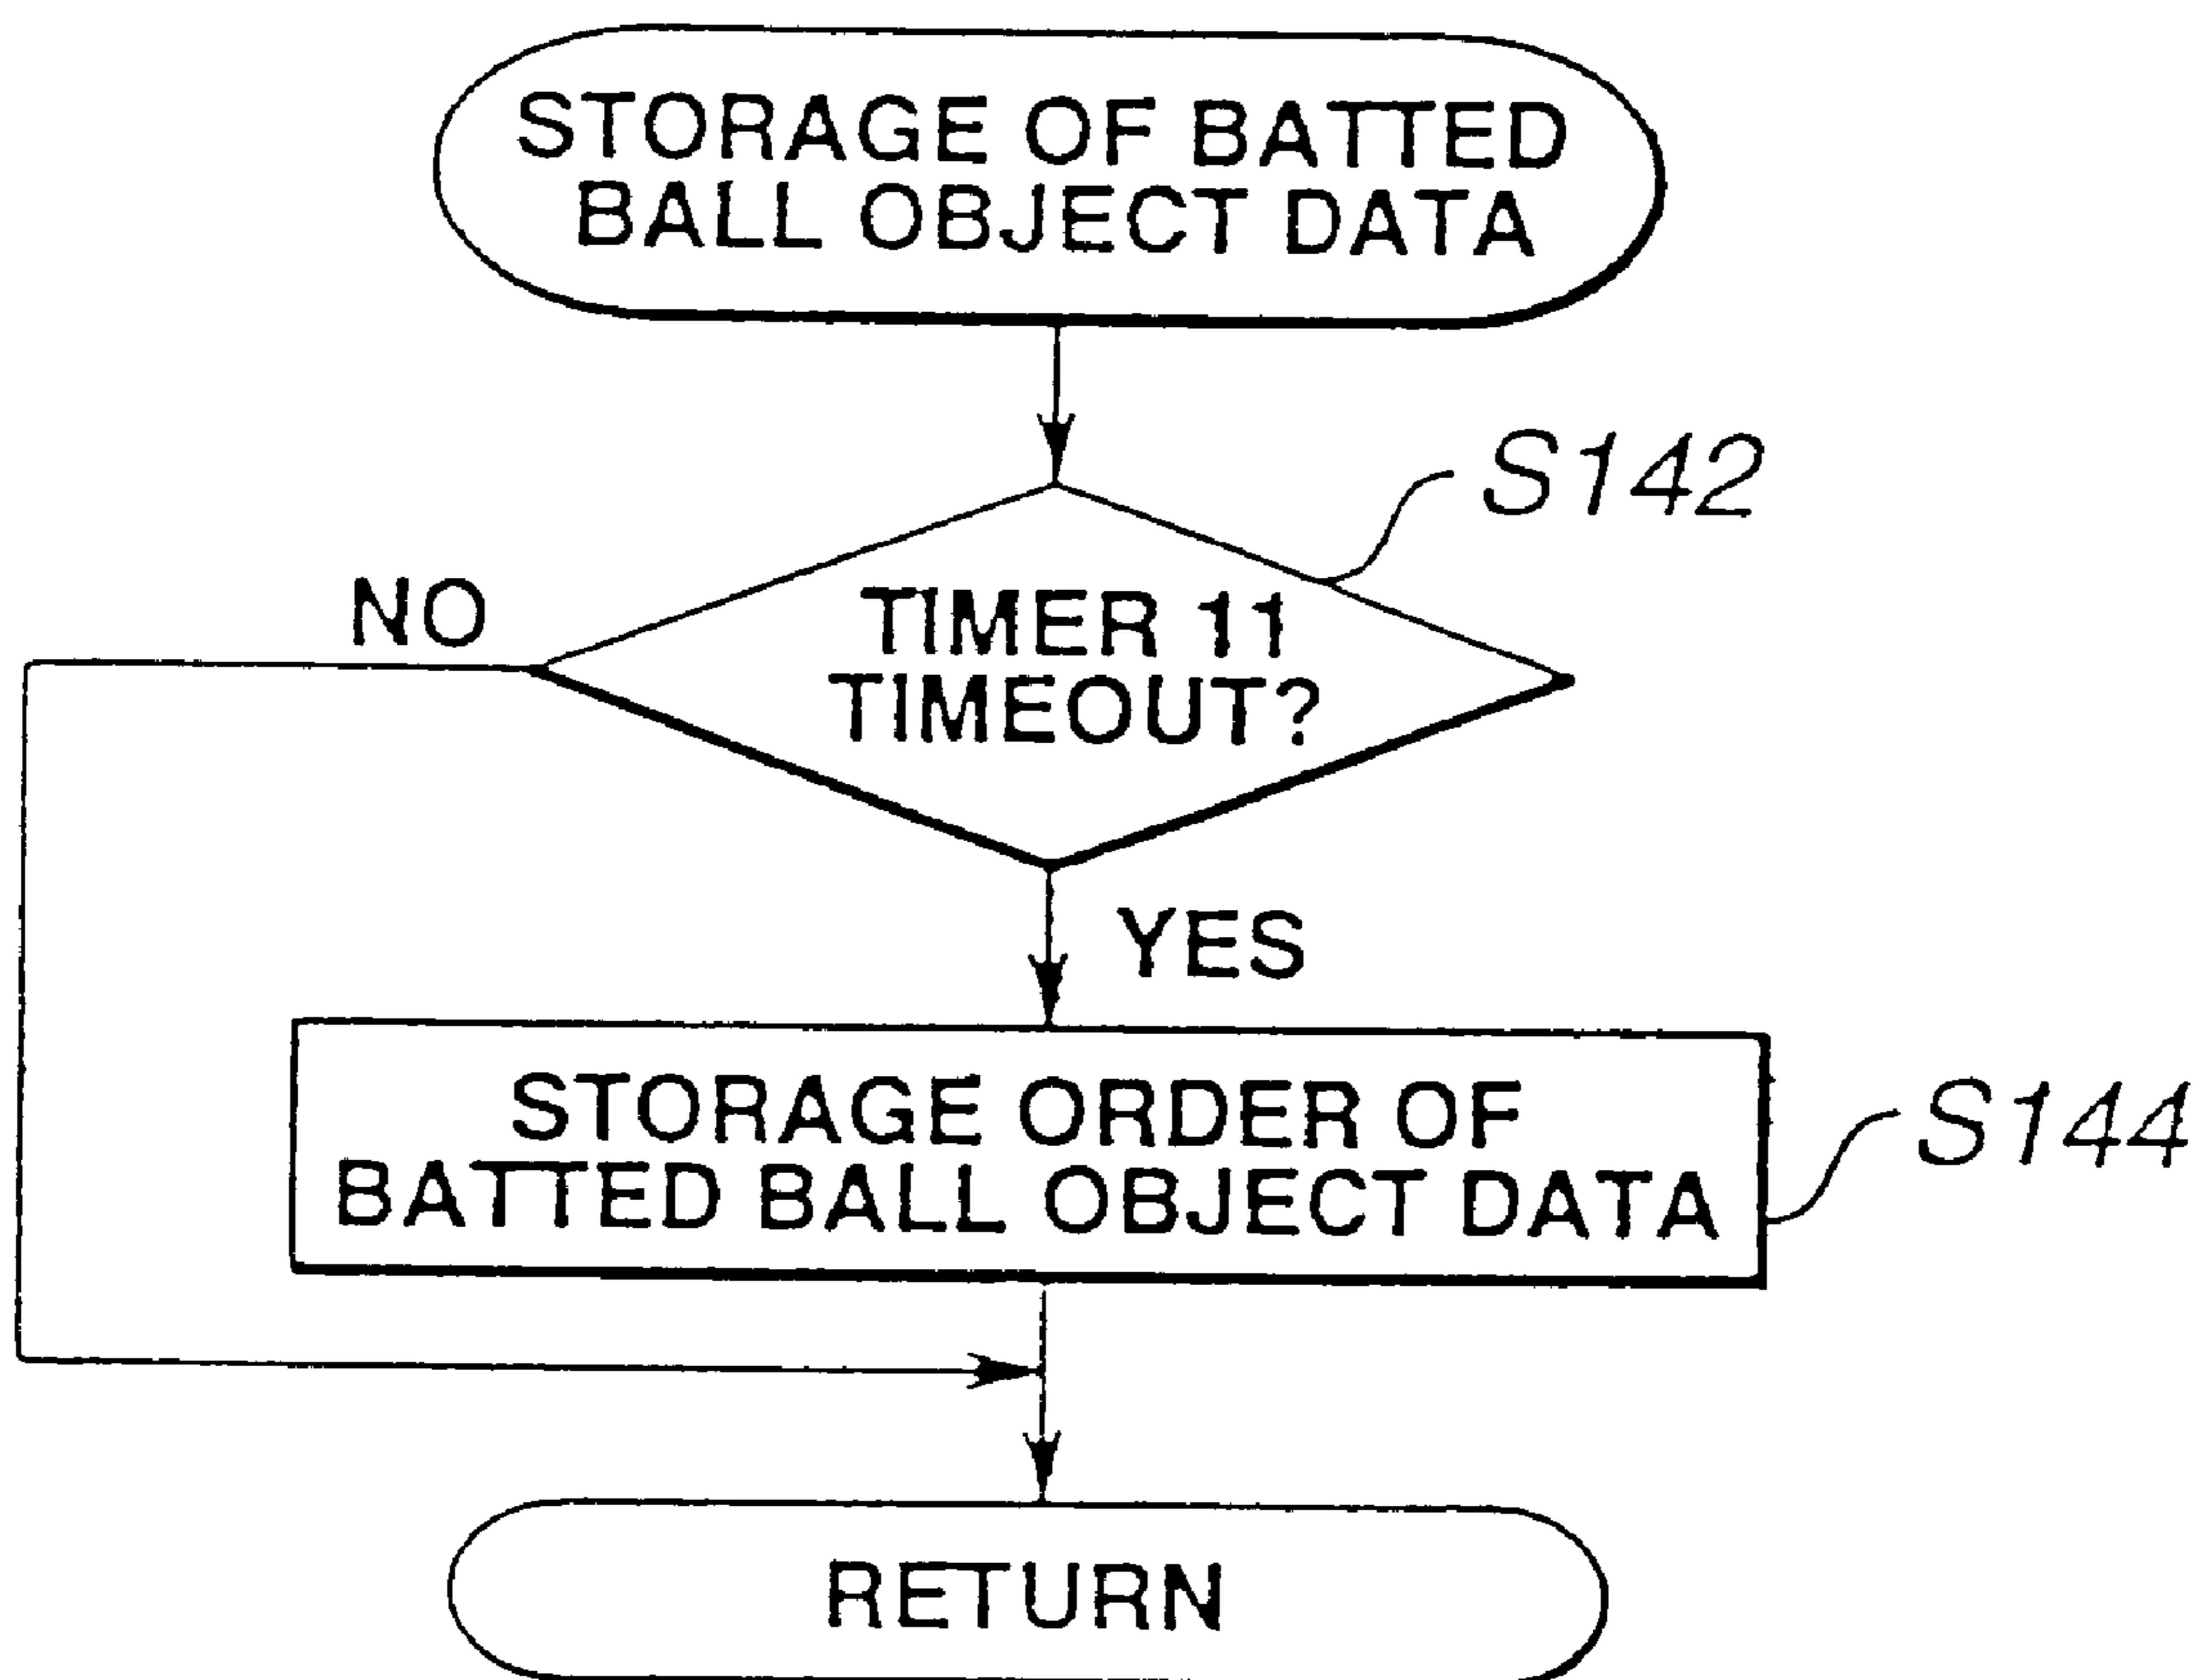 STORAGE OF BATTED
BALL OBJECT DATA
S142
NO
TIMER 11
TIMEOUT?
YES
STORAGE ORDER OF
BATTED BALL OBJECT DATA
S144
RETURN